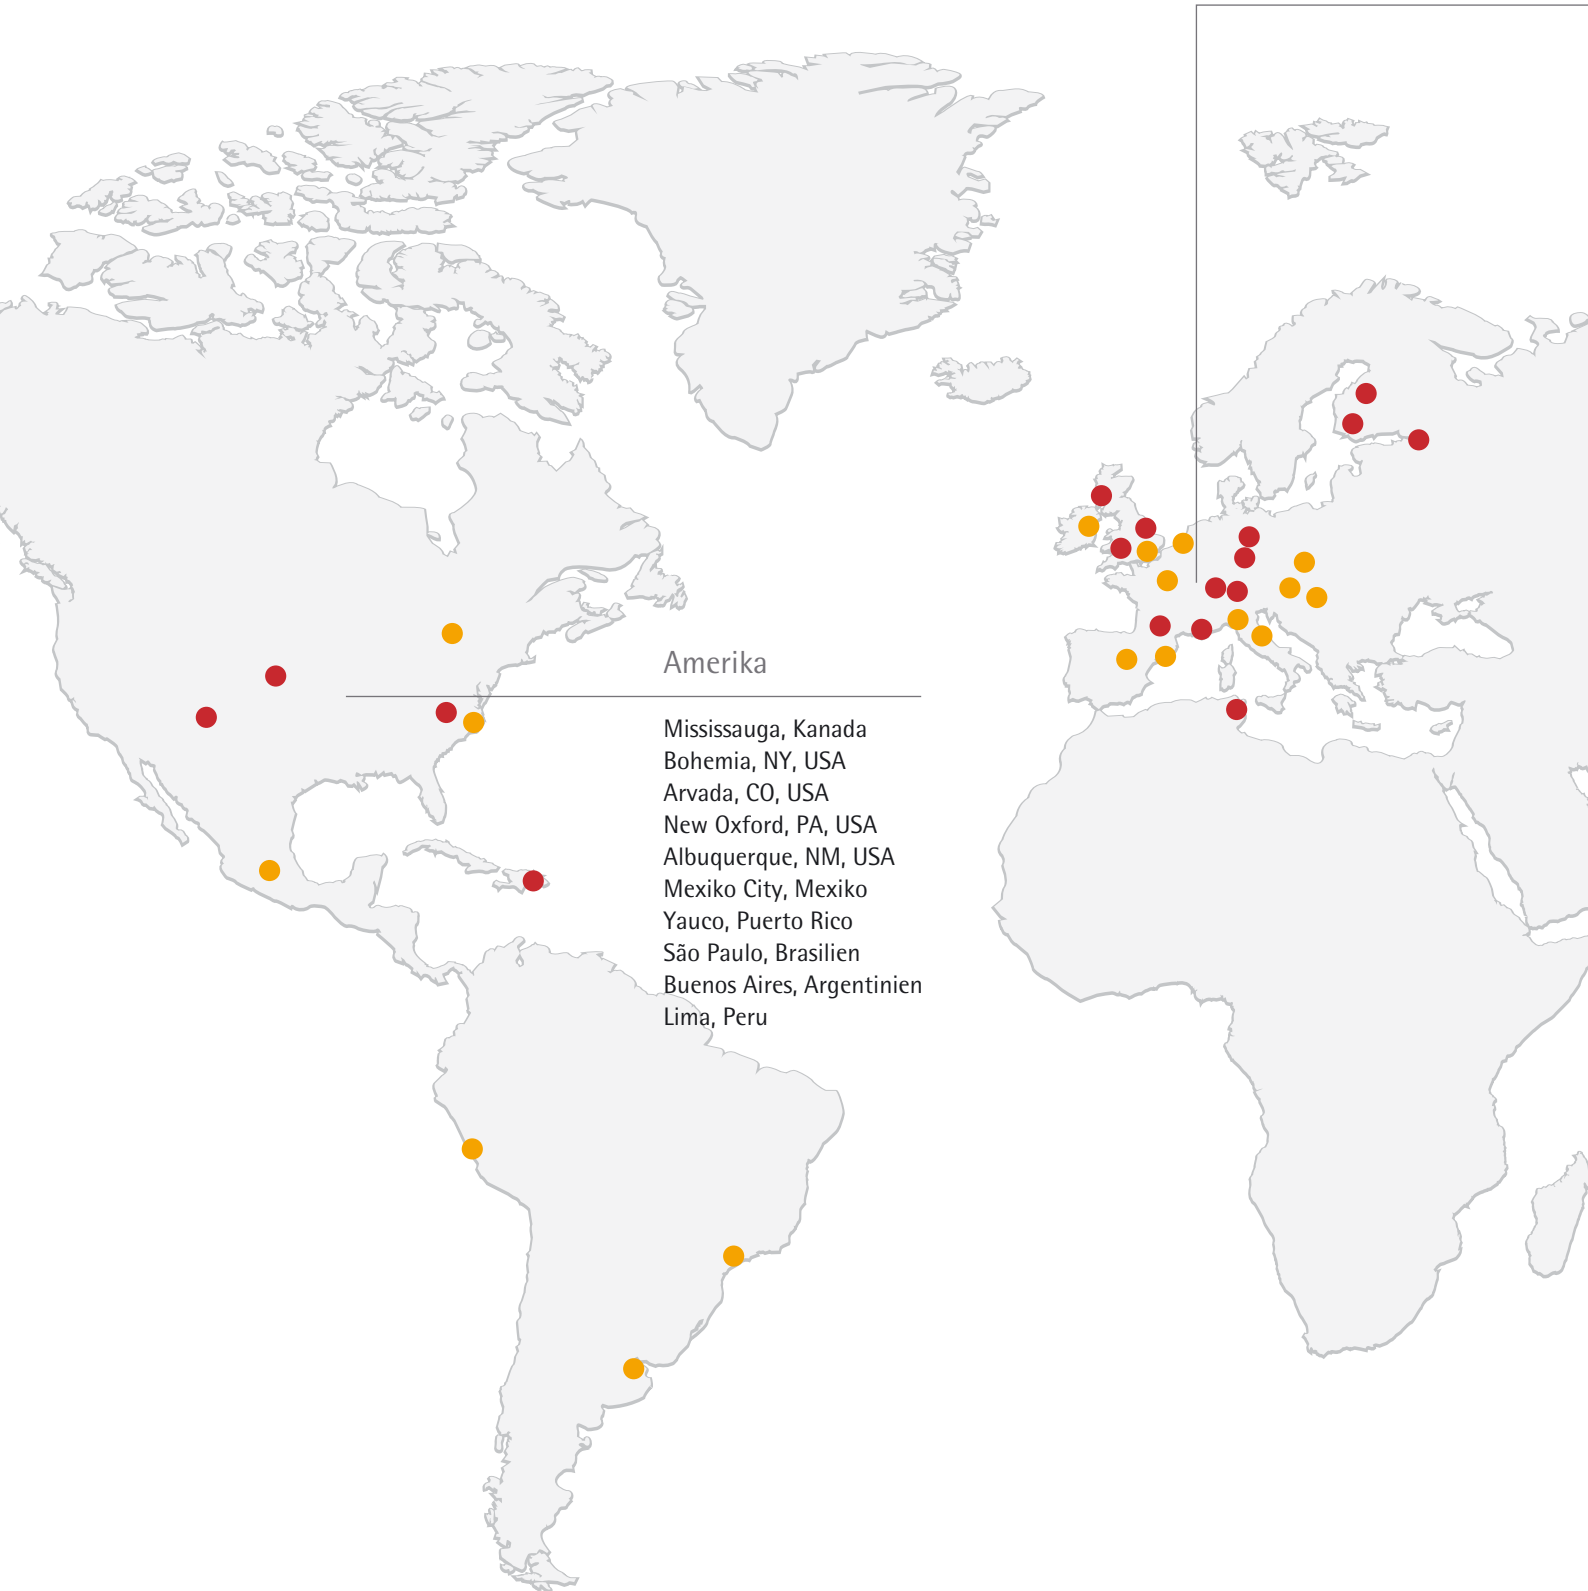 Amerika
Mississauga, Kanada
Bohemia, NY, USA
Arvada, CO, USA
New Oxford, PA, USA
Albuquerque, NM, USA
Mexiko City, Mexiko
Yauco, Puerto Rico
São Paulo, Brasilien
Buenos Aires, Argentinien
Lima, Peru